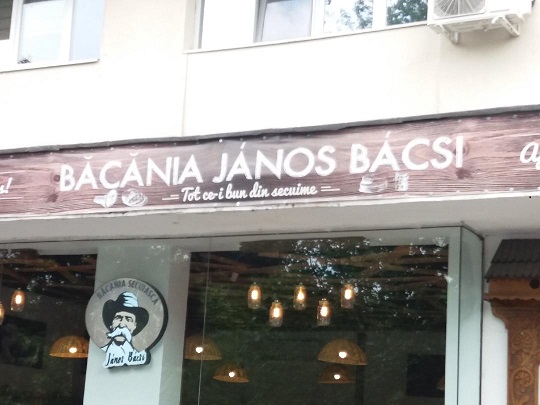 BĂCĂNIA JÁNOS BÁCSI
Tot ce-i bun din secuime
BĂCĂNIA SECUIASCĂ
János Bácsi